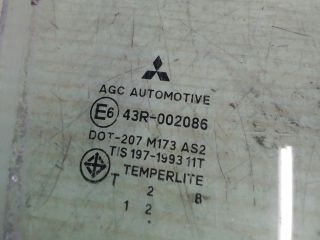 AGC AUTOMOTIVE
E6 43R-002086
DOT-207 M173 AS2
TIS 197-1993 11T
TEMPERLITE
T 2 8
1 2 .